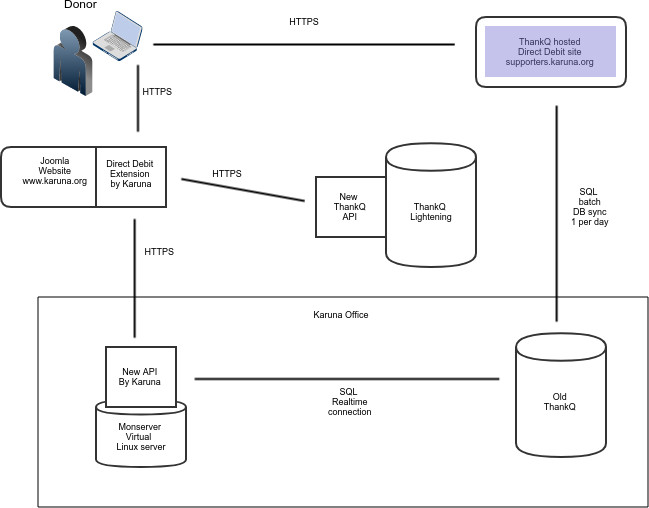 Donor
HTTPS
ThankQ hosted
Direct Debit site
supporters.karuna.org
HTTPS
Joomla
Website
www.karuna.org
Direct Debit
Extension
by Karuna
HTTPS
New
ThankQ
API
ThankQ
Lightening
SQL
batch
DB sync
1 per day
HTTPS
Karuna Office
New API
By Karuna
Monserver
Virtual
Linux server
SQL
Realtime
connection
Old
ThankQ